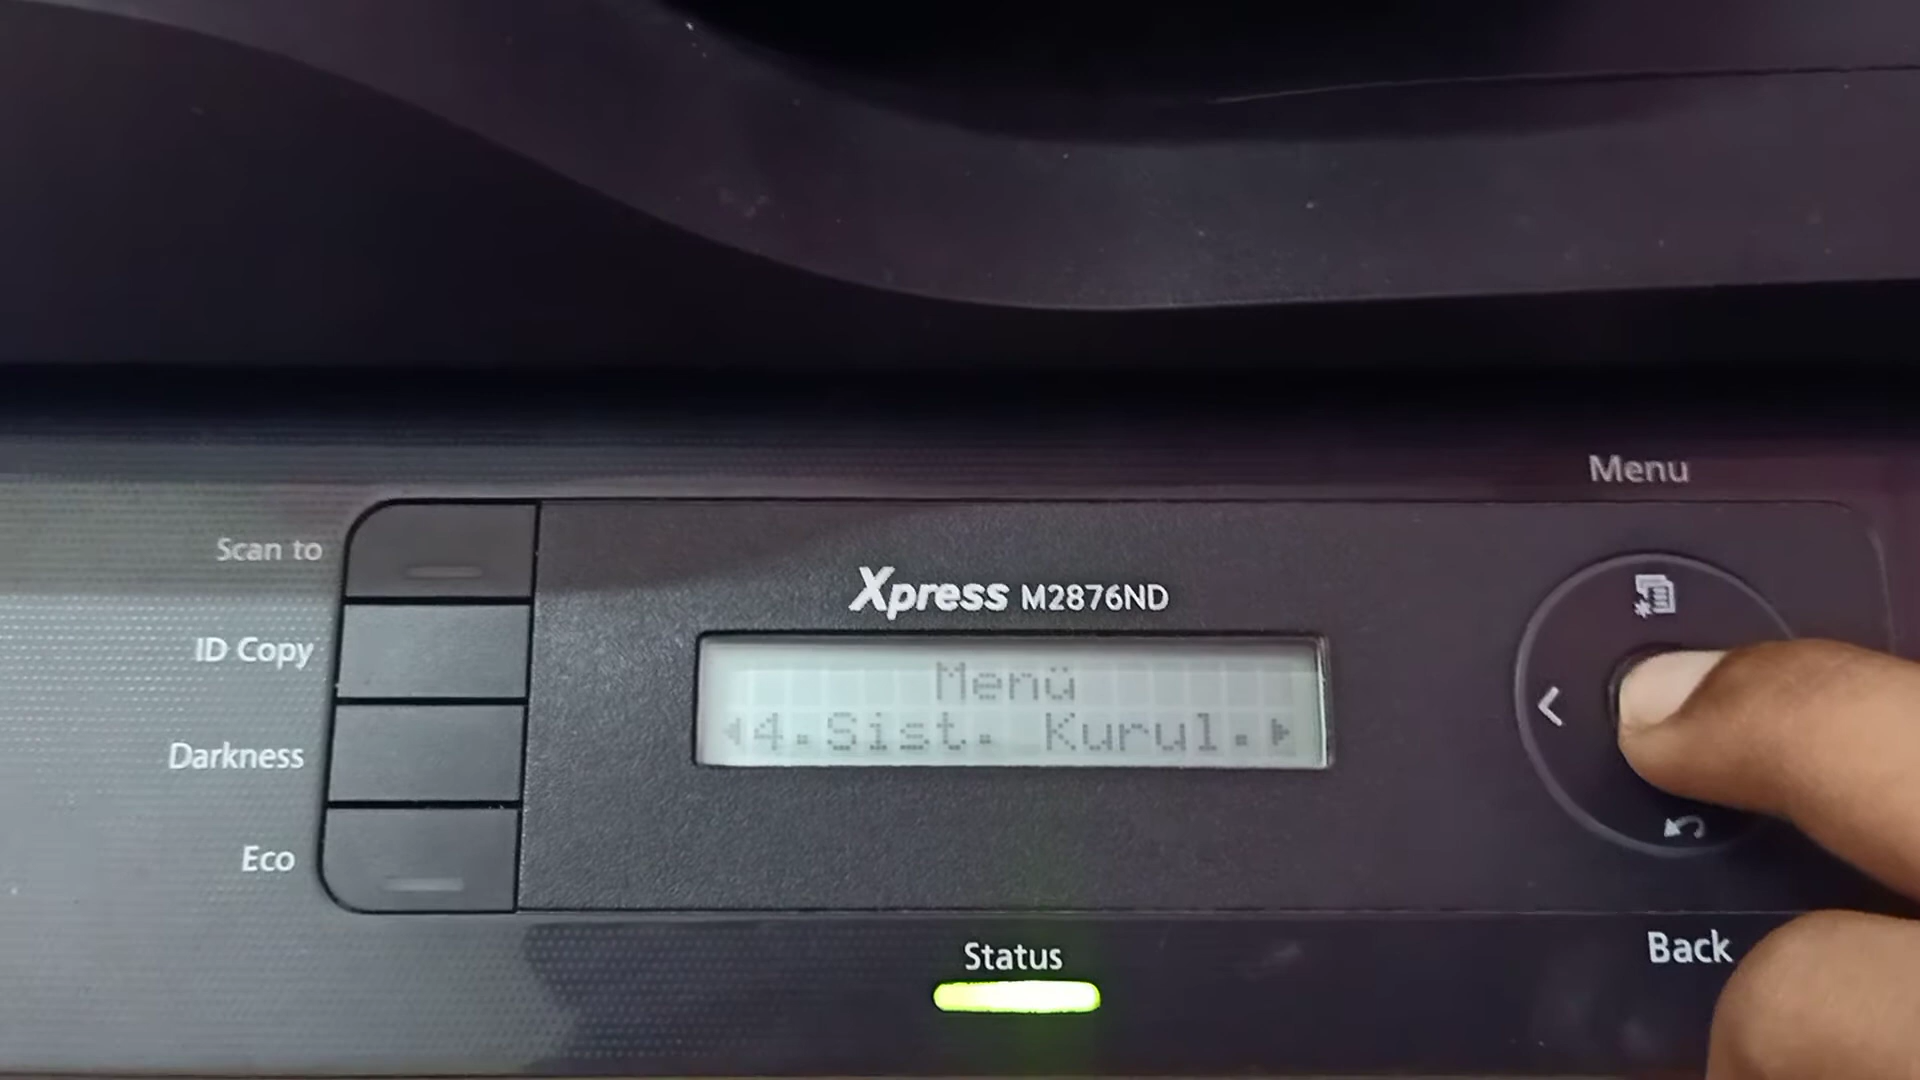 Menu
Scan to
Xpress M2876ND
ID Copy
Menü
4.Sist. Kurul.
Darkness
Eco
Back
Status